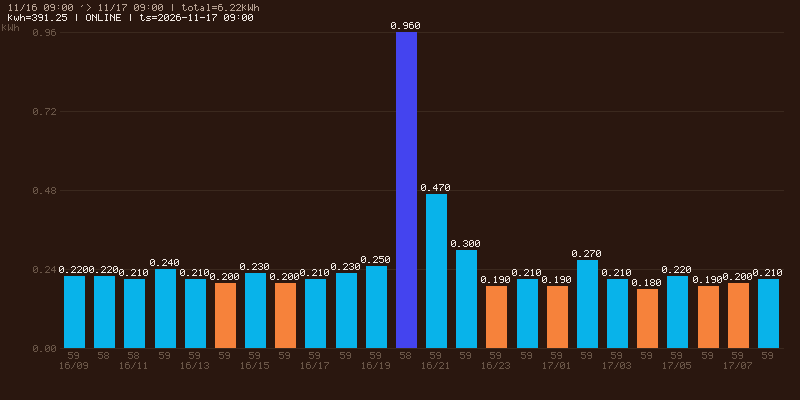 11/16 09:00 -> 11/17 09:00 | total=6.22KWh
Kwh=391.25 | ONLINE | ts=2026-11-17 09:00
KWh
0.960
0.96
0.72
0.470
0.48
0.300
0.270
0.240 0.250
0.220 0.220 0.210 0.210 0.200 0.230 0.200 0.210 0.230 0.190 0.210 0.190 0.210 0.180 0.220 0.190 0.200 0.210
0.24
0.00
59 58 58 59 59 59 59 59 59 59 59 58 59 59 59 59 59 59 59 59 59 59 59 59
16/09 16/11 16/13 16/15 16/17 16/19 16/21 16/23 17/01 17/03 17/05 17/07